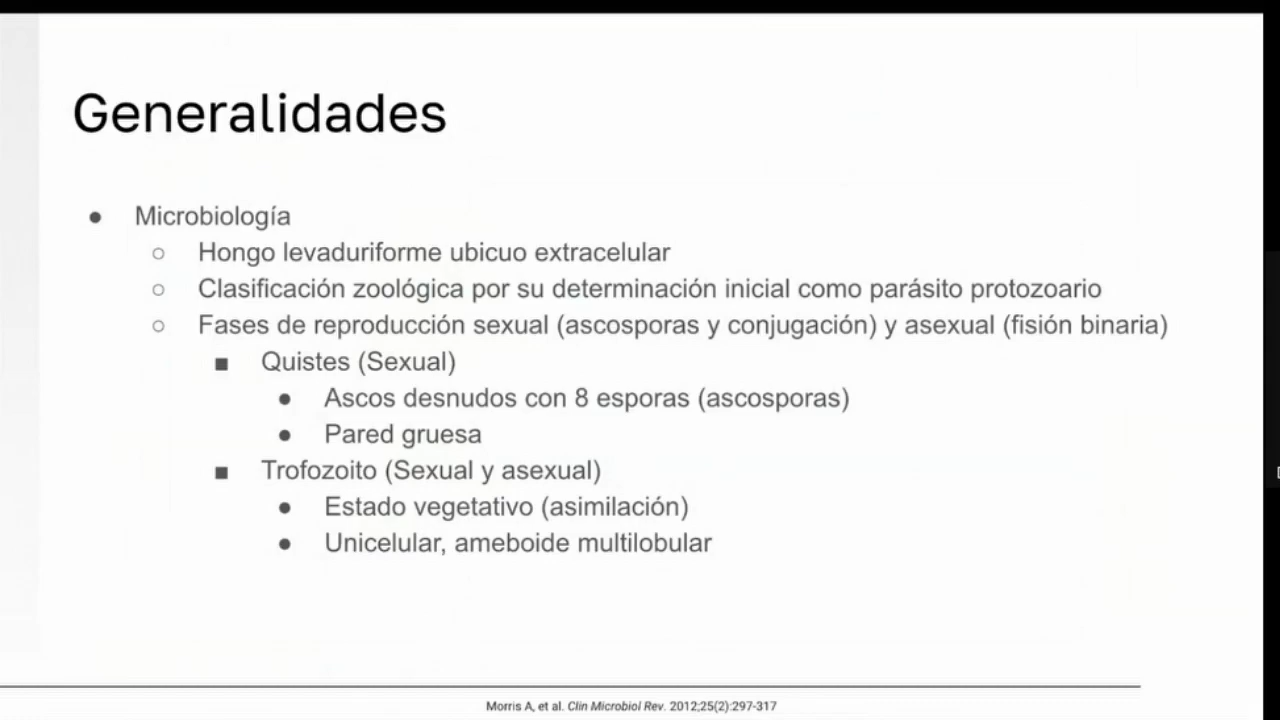 Generalidades
● Microbiología
○ Hongo levaduriforme ubicuo extracelular
○ Clasificación zoológica por su determinación inicial como parásito protozoario
○ Fases de reproducción sexual (ascosporas y conjugación) y asexual (fisión binaria)
■ Quistes (Sexual)
● Ascos desnudos con 8 esporas (ascosporas)
● Pared gruesa
■ Trofozoito (Sexual y asexual)
● Estado vegetativo (asimilación)
● Unicelular, ameboide multilobular
Morris A, et al. Clin Microbiol Rev. 2012;25(2):297-317